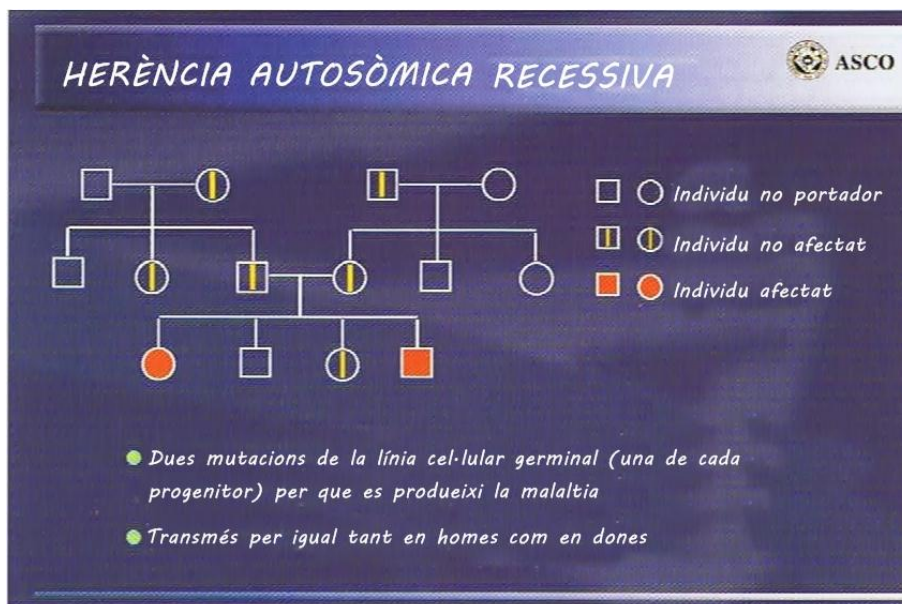 HERÈNCIA AUTOSÒMICA RECESSIVA
ASCO
Individu no portador
Individu no afectat
Individu afectat
Dues mutacions de la línia cel·lular germinal (una de cada
progenitor) per que es produeixi la malaltia
Transmés per igual tant en homes com en dones